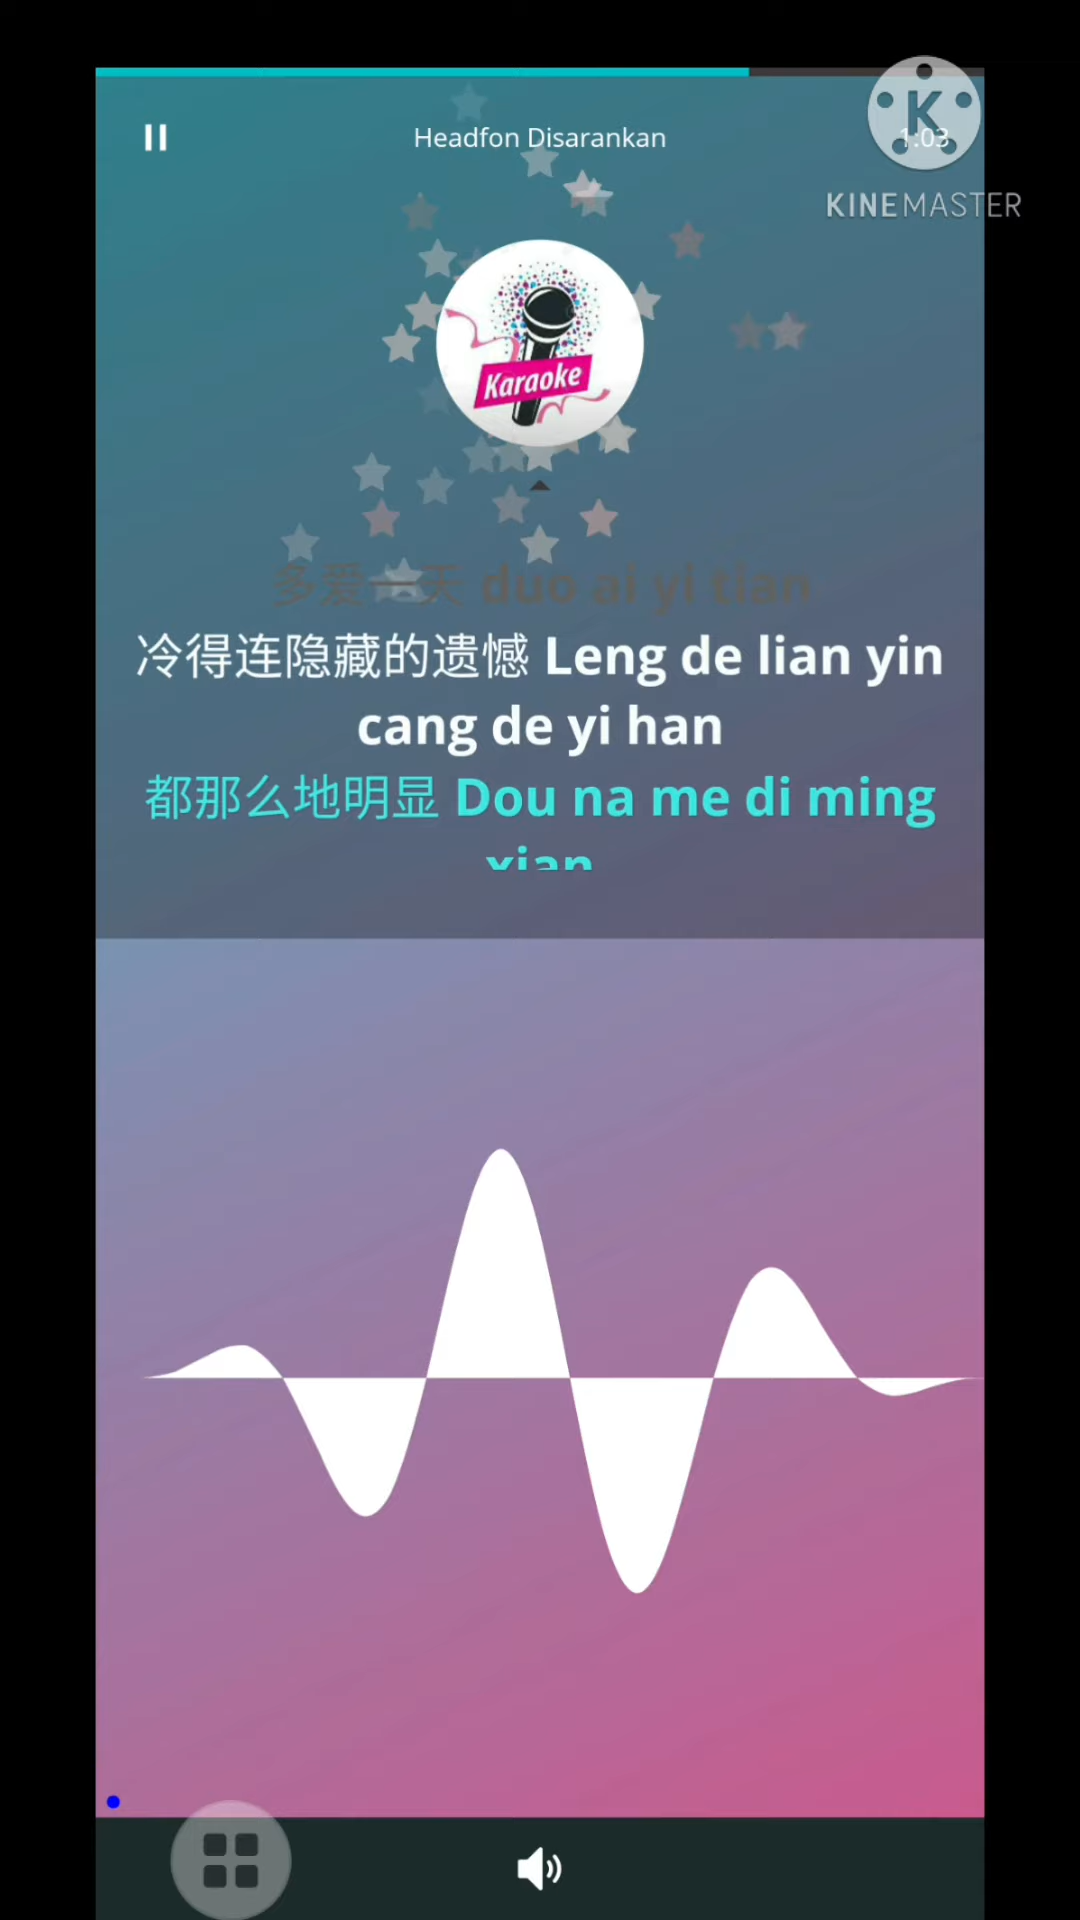 Headfon Disarankan
1:03
KINEMASTER
Karaoke
多爱一天 duo ai yi tian
冷得连隐藏的遗憾 Leng de lian yin
cang de yi han
都那么地明显 Dou na me di ming
xian